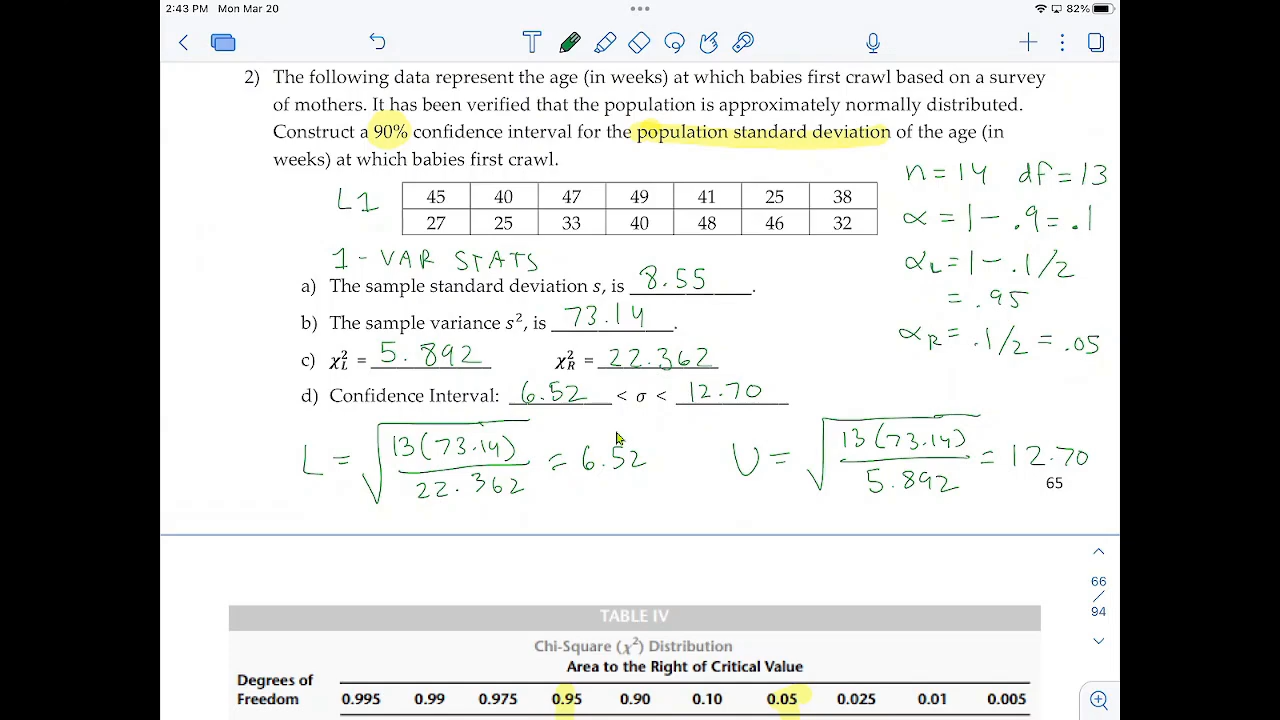 2:43 PM Mon Mar 20 82%
2) The following data represent the age (in weeks) at which babies first crawl based on a survey
of mothers. It has been verified that the population is approximately normally distributed.
Construct a 90% confidence interval for the population standard deviation of the age (in
weeks) at which babies first crawl.
n = 14 df = 13
L1 45 40 47 49 41 25 38
27 25 33 40 48 46 32
α = 1 - .9 = .1
1-VAR STATS
αL = 1 - .1/2
= .95
a) The sample standard deviation s, is 8.55.
b) The sample variance s², is 73.14.
αR = .1/2 = .05
c) χ²L = 5.892 χ²R = 22.362
d) Confidence Interval: 6.52 < σ < 12.70
L = √(13(73.14)/22.362) = 6.52 U = √(13(73.14)/5.892) = 12.70
65
66
/
94
TABLE IV
Chi-Square (χ²) Distribution
Area to the Right of Critical Value
Degrees of
Freedom 0.995 0.99 0.975 0.95 0.90 0.10 0.05 0.025 0.01 0.005